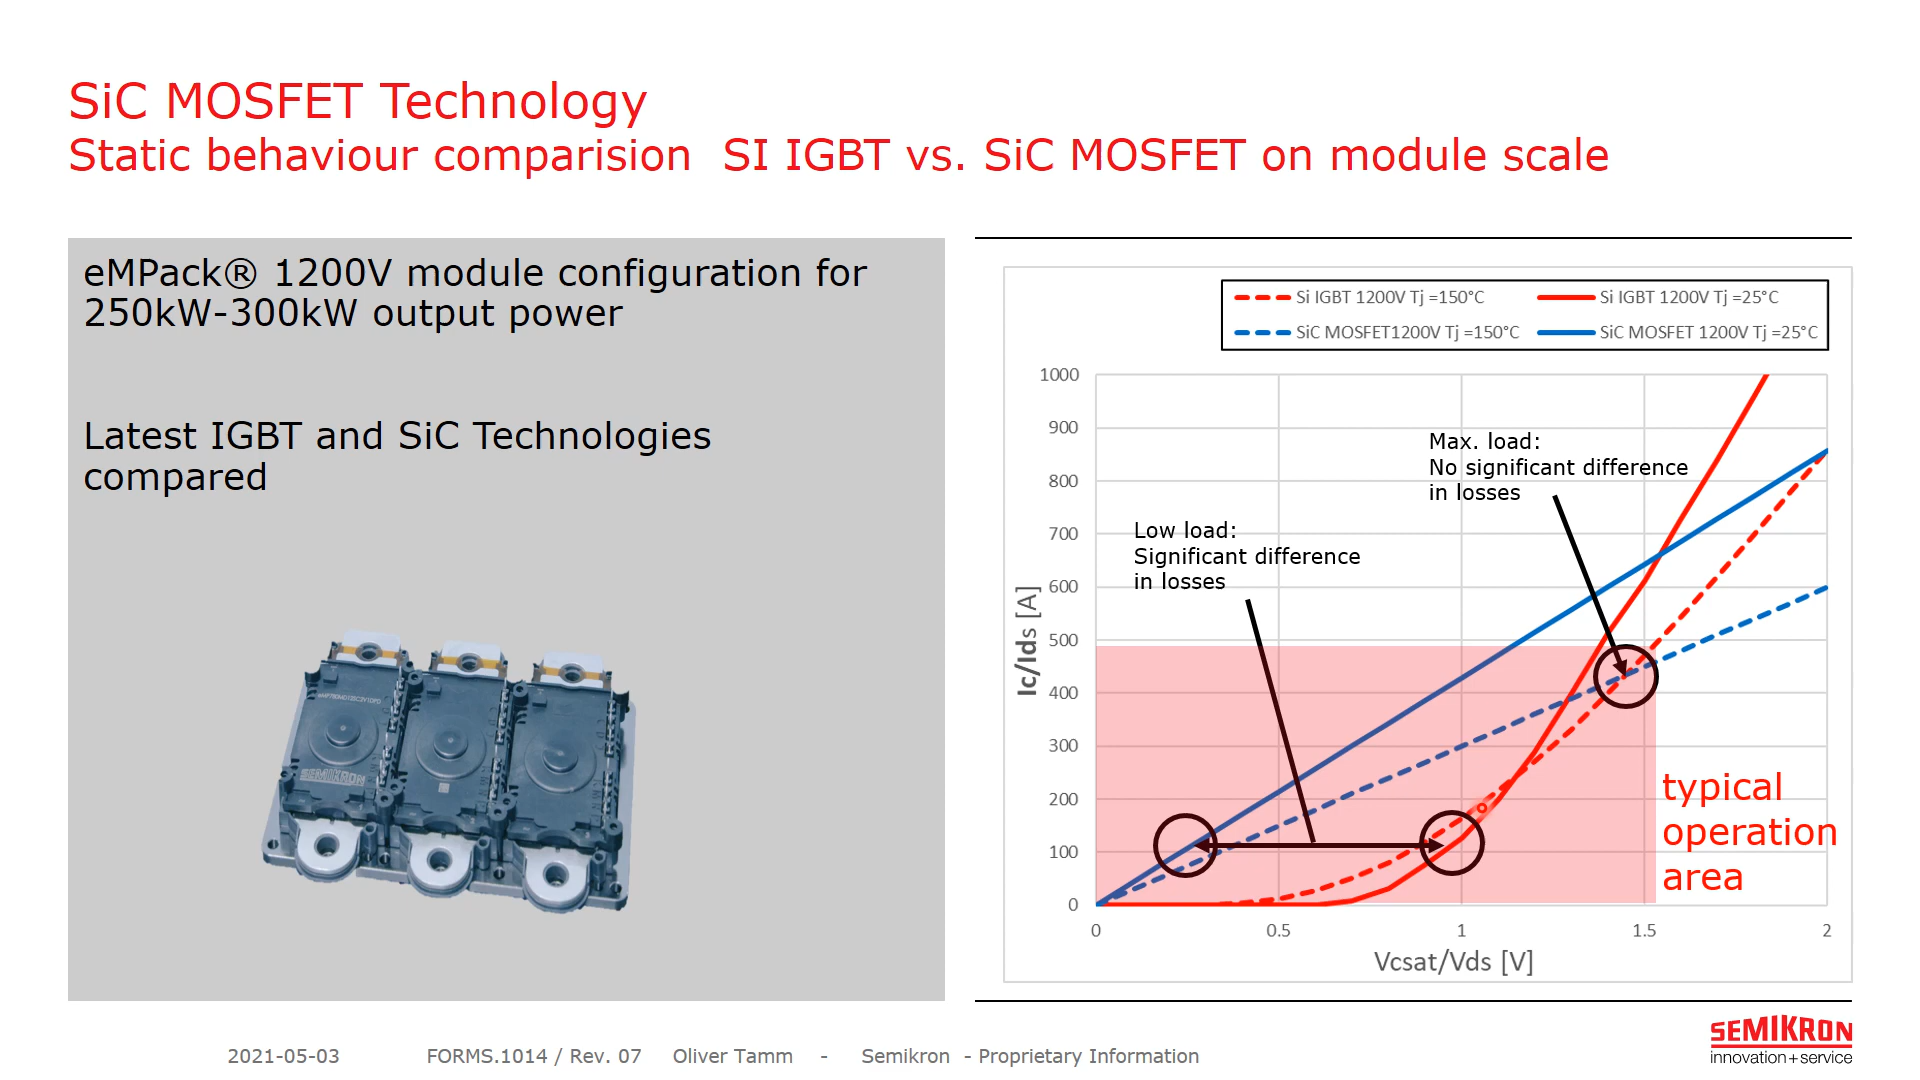 SiC MOSFET Technology
Static behaviour comparision SI IGBT vs. SiC MOSFET on module scale
eMPack® 1200V module configuration for
250kW-300kW output power
Latest IGBT and SiC Technologies
compared
SEMIKRON
Si IGBT 1200V Tj =150°C
Si IGBT 1200V Tj =25°C
SiC MOSFET1200V Tj =150°C
SiC MOSFET 1200V Tj =25°C
1000
900
800
700
600
500
400
300
200
100
0
Ic/Ids [A]
Max. load:
No significant difference
in losses
Low load:
Significant difference
in losses
typical
operation
area
0
0.5
1
1.5
2
Vcsat/Vds [V]
2021-05-03
FORMS.1014 / Rev. 07
Oliver Tamm
-
Semikron - Proprietary Information
SEMIKRON
innovation+service